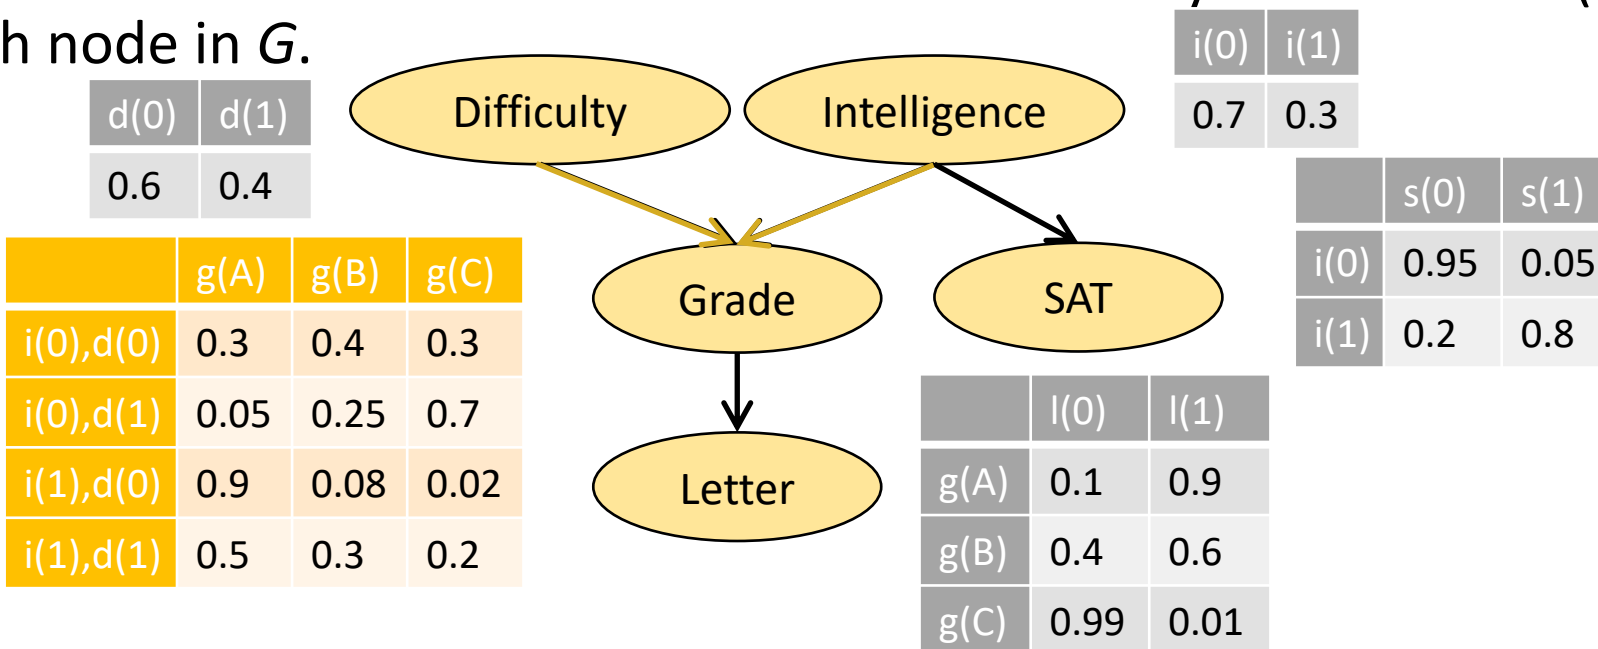 h node in G.
i(0) i(1)
0.7 0.3
d(0) d(1)
0.6 0.4
Difficulty
Intelligence
s(0) s(1)
i(0) 0.95 0.05
i(1) 0.2 0.8
g(A) g(B) g(C)
i(0),d(0) 0.3 0.4 0.3
i(0),d(1) 0.05 0.25 0.7
i(1),d(0) 0.9 0.08 0.02
i(1),d(1) 0.5 0.3 0.2
Grade
SAT
Letter
l(0) l(1)
g(A) 0.1 0.9
g(B) 0.4 0.6
g(C) 0.99 0.01